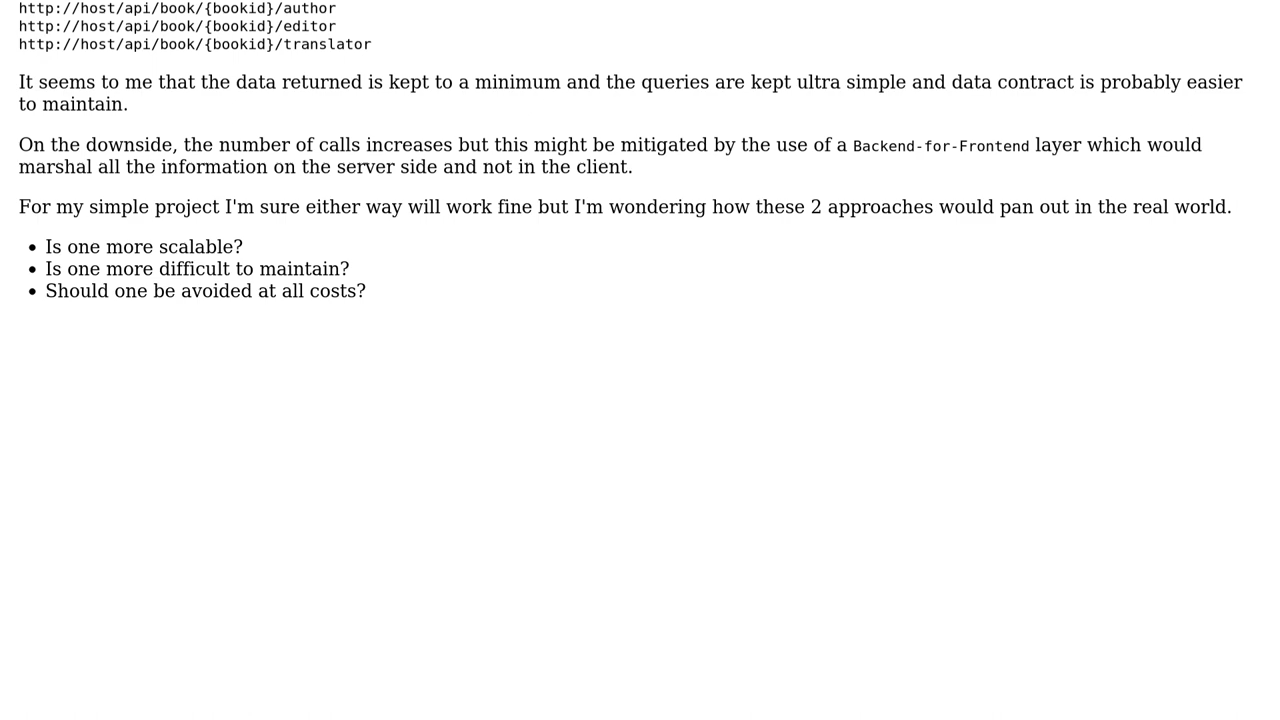 http://host/api/book/{bookid}/author
http://host/api/book/{bookid}/editor
http://host/api/book/{bookid}/translator
It seems to me that the data returned is kept to a minimum and the queries are kept ultra simple and data contract is probably easier
to maintain.
On the downside, the number of calls increases but this might be mitigated by the use of a Backend-for-Frontend layer which would
marshal all the information on the server side and not in the client.
For my simple project I'm sure either way will work fine but I'm wondering how these 2 approaches would pan out in the real world.
• Is one more scalable?
• Is one more difficult to maintain?
• Should one be avoided at all costs?